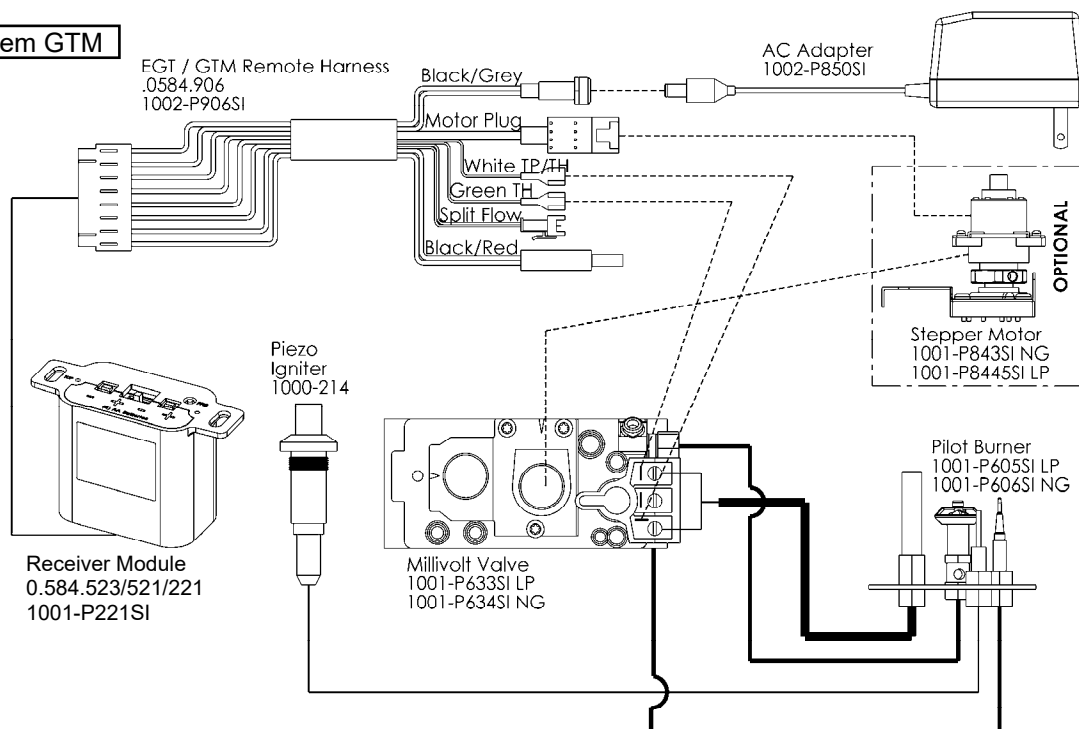 em GTM
EGT / GTM Remote Harness
.0584.906
1002-P906SI
Black/Grey
Motor Plug
White TP/TH
Green TH
Split Flow
Black/Red
AC Adapter
1002-P850SI
OPTIONAL
Stepper Motor
1001-P843SI NG
1001-P8445SI LP
Piezo
Igniter
1000-214
Pilot Burner
1001-P605SI LP
1001-P606SI NG
Receiver Module
0.584.523/521/221
1001-P221SI
Millivolt Valve
1001-P633SI LP
1001-P634SI NG